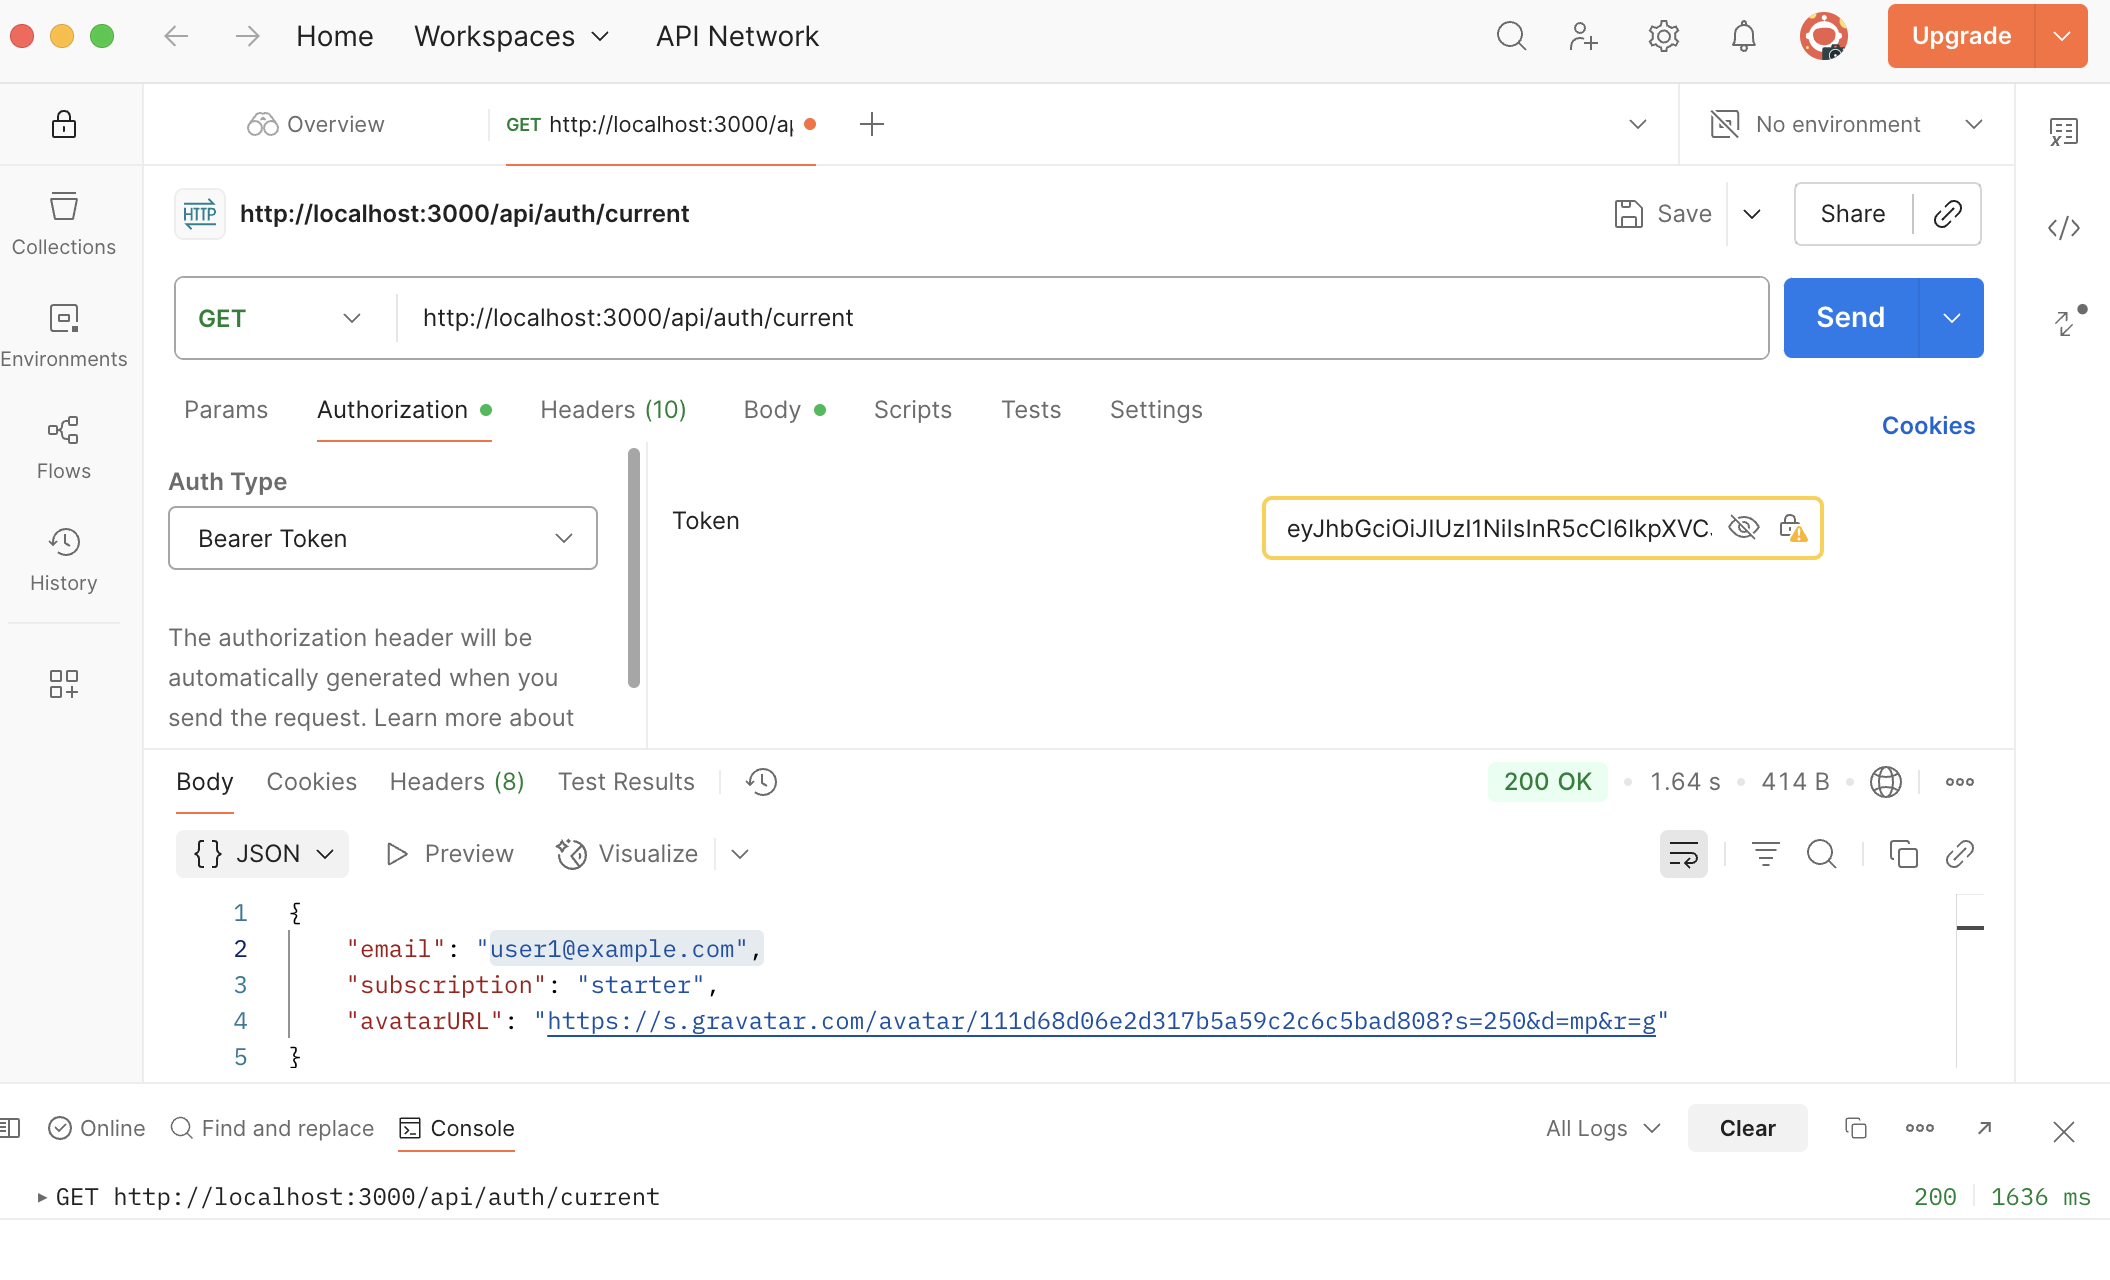 Home Workspaces API Network Upgrade
Overview GET http://localhost:3000/ap No environment
HTTP http://localhost:3000/api/auth/current Save Share
GET http://localhost:3000/api/auth/current Send
Params Authorization Headers (10) Body Scripts Tests Settings Cookies
Collections
Environments
Flows
History
Auth Type
Bearer Token
The authorization header will be
automatically generated when you
send the request. Learn more about
Token eyJhbGciOiJIUzI1NiIsInR5cCI6IkpXVCJ
Body Cookies Headers (8) Test Results 200 OK 1.64 s 414 B
{} JSON Preview Visualize
1 {
2 "email": "user1@example.com",
3 "subscription": "starter",
4 "avatarURL": "https://s.gravatar.com/avatar/111d68d06e2d317b5a59c2c6c5bad808?s=250&d=mp&r=g"
5 }
Online Find and replace Console All Logs Clear
GET http://localhost:3000/api/auth/current 200 1636 ms